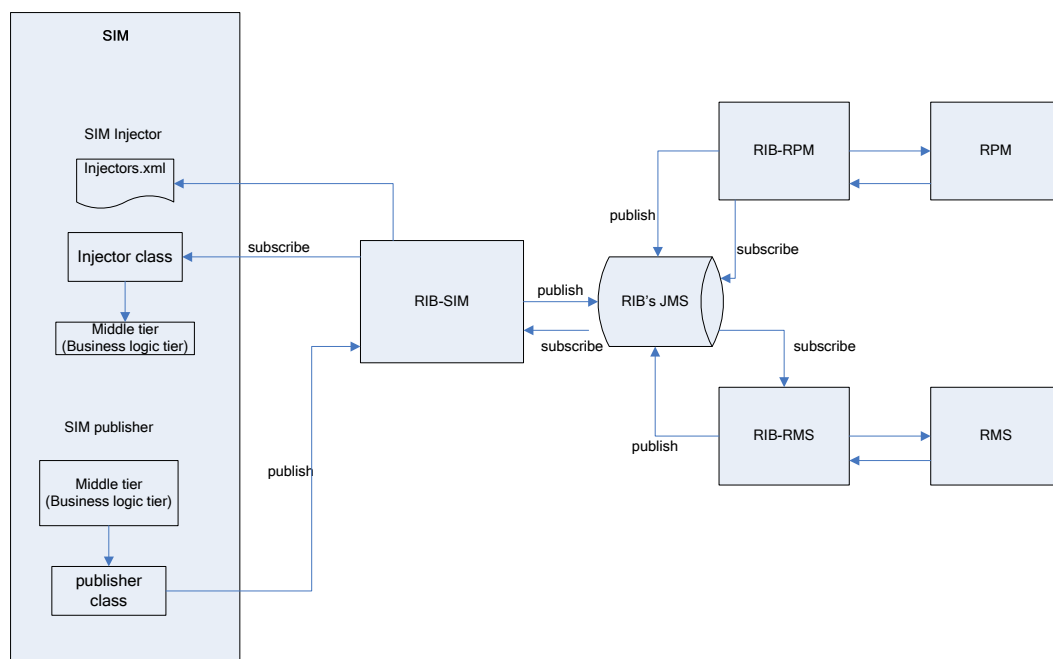 SIM
SIM Injector
Injectors.xml
Injector class
Middle tier
(Business logic tier)
SIM publisher
Middle tier
(Business logic tier)
publisher
class
subscribe
publish
RIB-SIM
publish
subscribe
RIB's JMS
publish
subscribe
RIB-RPM
RPM
subscribe
publish
RIB-RMS
RMS